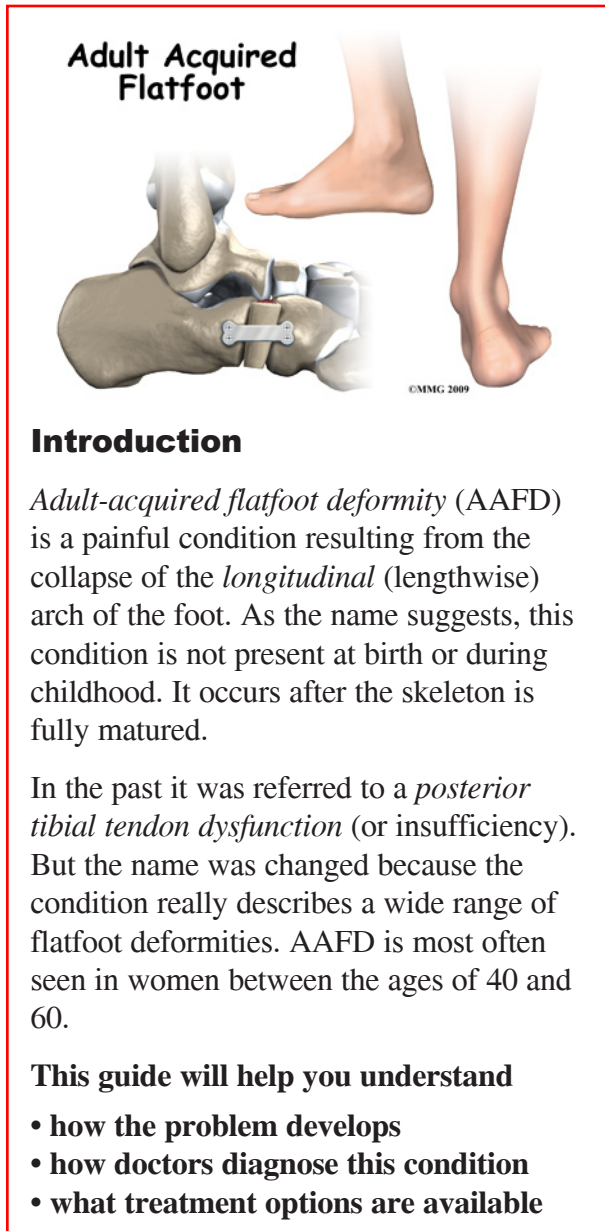 Adult Acquired
Flatfoot
©MMG 2009
Introduction
Adult-acquired flatfoot deformity (AAFD)
is a painful condition resulting from the
collapse of the longitudinal (lengthwise)
arch of the foot. As the name suggests, this
condition is not present at birth or during
childhood. It occurs after the skeleton is
fully matured.
In the past it was referred to a posterior
tibial tendon dysfunction (or insufficiency).
But the name was changed because the
condition really describes a wide range of
flatfoot deformities. AAFD is most often
seen in women between the ages of 40 and
60.
This guide will help you understand
• how the problem develops
• how doctors diagnose this condition
• what treatment options are available